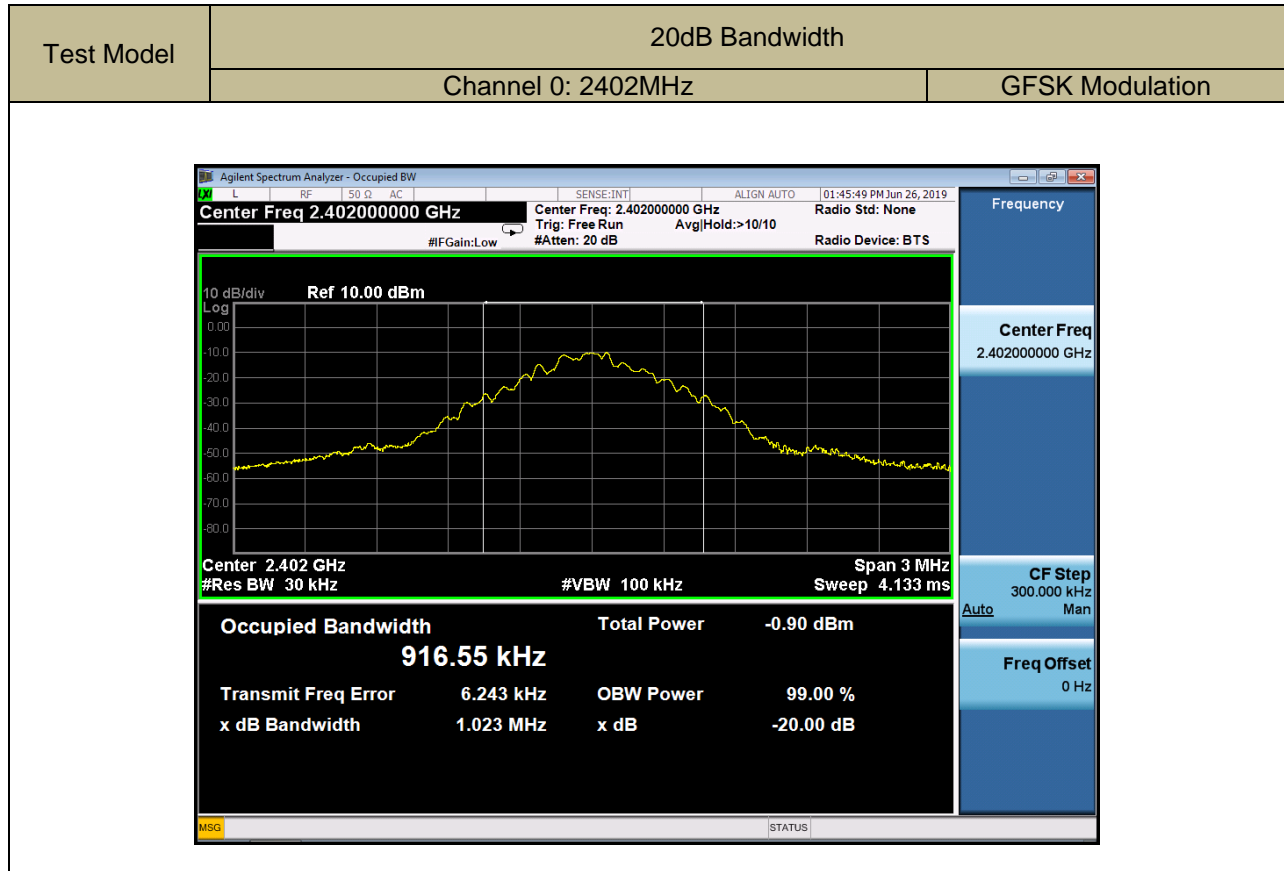 Test Model
20dB Bandwidth
Channel 0: 2402MHz
GFSK Modulation
Agilent Spectrum Analyzer - Occupied BW
LXI L RF 50 Ω AC SENSE:INT ALIGN AUTO 01:45:49 PM Jun 26, 2019
Center Freq 2.402000000 GHz
#IFGain:Low
Center Freq: 2.402000000 GHz
Trig: Free Run Avg|Hold:>10/10
#Atten: 20 dB
Radio Std: None
Radio Device: BTS
10 dB/div Ref 10.00 dBm
Log
0.00
-10.0
-20.0
-30.0
-40.0
-50.0
-60.0
-70.0
-80.0
Center 2.402 GHz Span 3 MHz
#Res BW 30 kHz #VBW 100 kHz Sweep 4.133 ms
Occupied Bandwidth Total Power -0.90 dBm
916.55 kHz
Transmit Freq Error 6.243 kHz OBW Power 99.00 %
x dB Bandwidth 1.023 MHz x dB -20.00 dB
Frequency
Center Freq
2.402000000 GHz
CF Step
300.000 kHz
Auto Man
Freq Offset
0 Hz
MSG STATUS